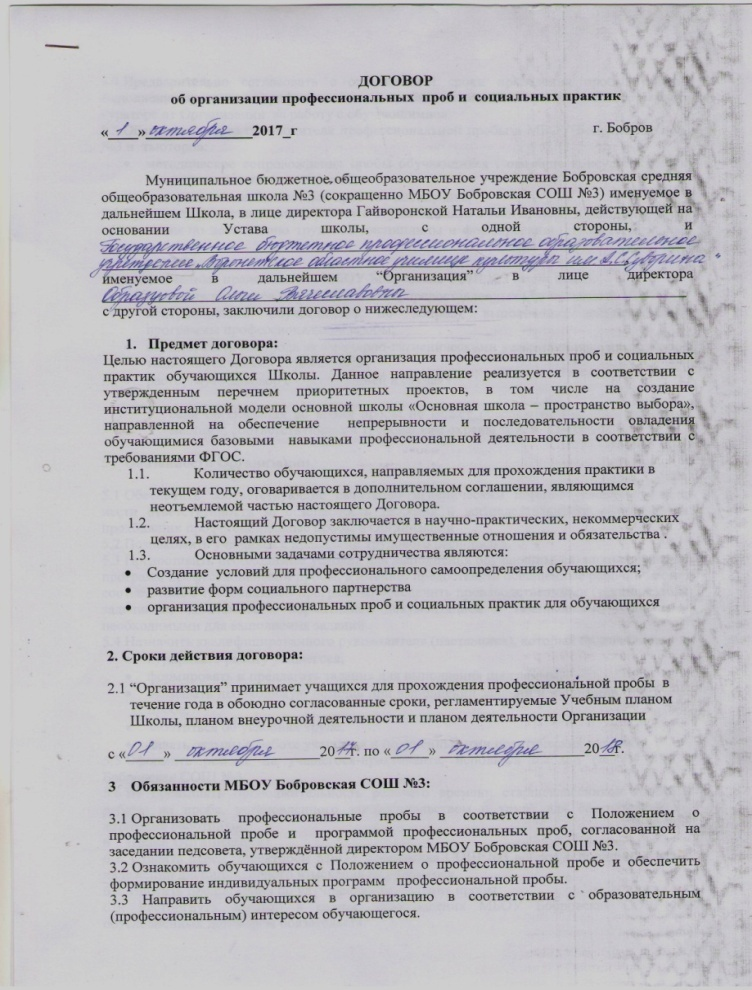 ДОГОВОР
об организации профессиональных проб и социальных практик
«1» октября 2017_г г. Бобров
Муниципальное бюджетное общеобразовательное учреждение Бобровская средняя
общеобразовательная школа №3 (сокращенно МБОУ Бобровская СОШ №3) именуемое в
дальнейшем Школа, в лице директора Гайворонской Натальи Ивановны, действующей на
основании Устава школы, с одной стороны, и
Государственное бюджетное профессиональное образовательное
учреждение Воронежское областное училище культуры им А.С.Суворина"
именуемое в дальнейшем “Организация” в лице директора
Образцовой Ольги Вячеславовны
с другой стороны, заключили договор о нижеследующем:
1. Предмет договора:
Целью настоящего Договора является организация профессиональных проб и социальных
практик обучающихся Школы. Данное направление реализуется в соответствии с
утвержденным перечнем приоритетных проектов, в том числе на создание
институциональной модели основной школы «Основная школа – пространство выбора»,
направленной на обеспечение непрерывности и последовательности овладения
обучающимися базовыми навыками профессиональной деятельности в соответствии с
требованиями ФГОС.
1.1. Количество обучающихся, направляемых для прохождения практики в
текущем году, оговаривается в дополнительном соглашении, являющимся
неотъемлемой частью настоящего Договора.
1.2. Настоящий Договор заключается в научно-практических, некоммерческих
целях, в его рамках недопустимы имущественные отношения и обязательства .
1.3. Основными задачами сотрудничества являются:
• Создание условий для профессионального самоопределения обучающихся;
• развитие форм социального партнерства
• организация профессиональных проб и социальных практик для обучающихся
2. Сроки действия договора:
2.1 “Организация” принимает учащихся для прохождения профессиональной пробы в
течение года в обоюдно согласованные сроки, регламентируемые Учебным планом
Школы, планом внеурочной деятельности и планом деятельности Организации
с «01» октября 2017г. по «01» октября 2018г.
3 Обязанности МБОУ Бобровская СОШ №3:
3.1 Организовать профессиональные пробы в соответствии с Положением о
профессиональной пробе и программой профессиональных проб, согласованной на
заседании педсовета, утверждённой директором МБОУ Бобровская СОШ №3.
3.2 Ознакомить обучающихся с Положением о профессиональной пробе и обеспечить
формирование индивидуальных программ профессиональной пробы.
3.3 Направить обучающихся в организацию в соответствии с образовательным
(профессиональным) интересом обучающегося.